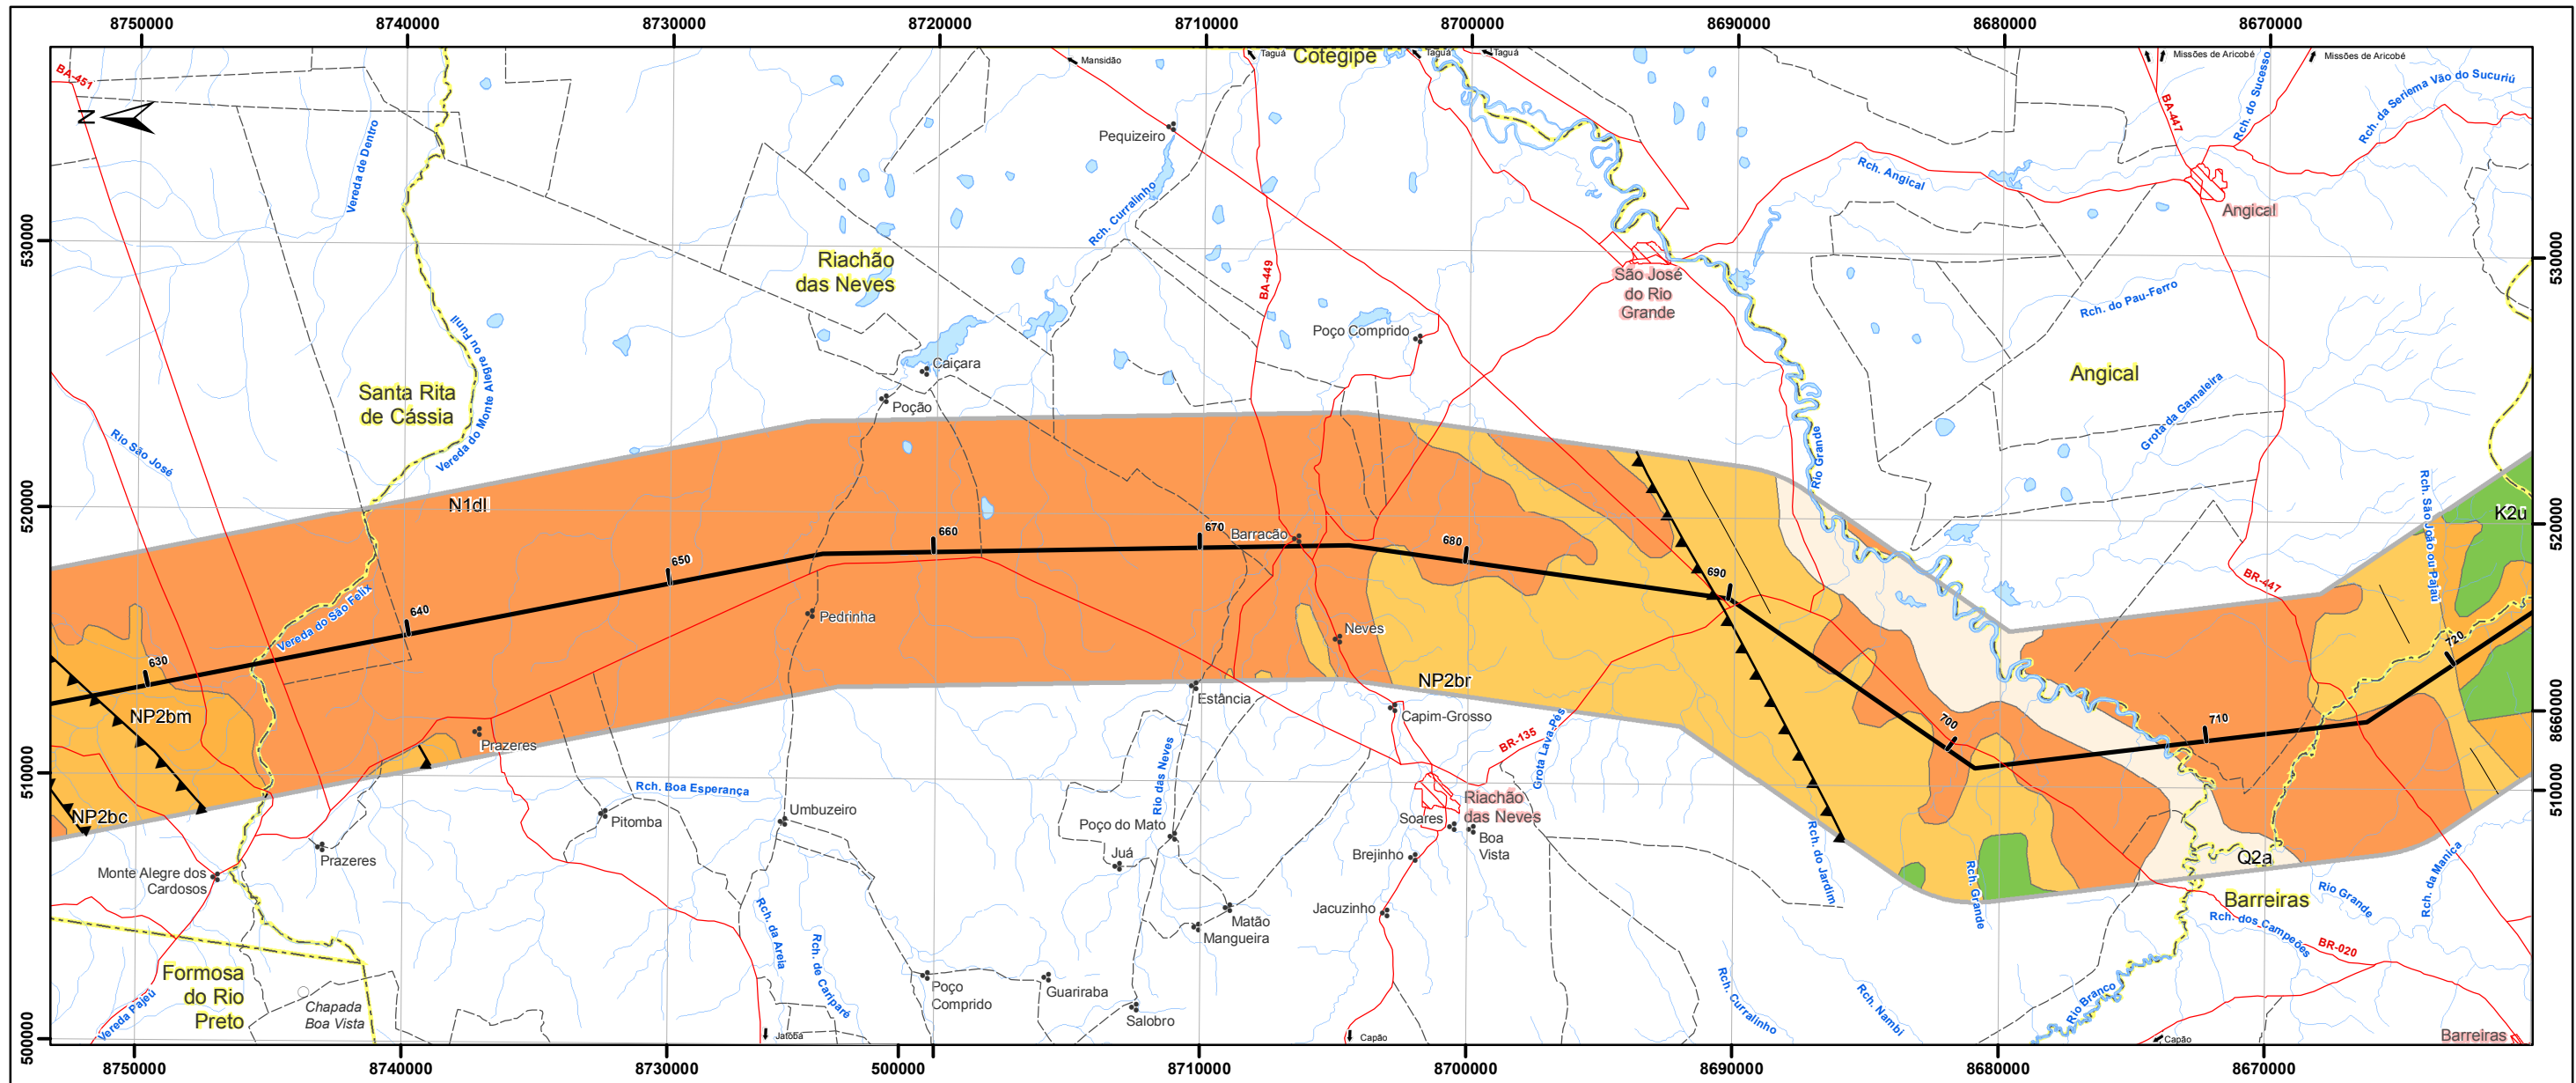 8750000
8740000
8730000
8720000
8710000
8700000
8690000
8680000
8670000
BA-451
N
Mansidão
Taguá
Cotegipe
Taguá
Taguá
Missões de Aricobé
Missões de Aricobé
Rch. do Sucesso
Rch. da Seriema Vão do Sucuriú
BA-447
Vereda de Dentro
Pequizeiro
Rch. Curralinho
Rch. Angical
Angical
530000
530000
Riachão
das Neves
BA-449
São José
do Rio
Grande
Rch. do Pau-Ferro
Vereda do Monte Alegre ou Funil
Poço Comprido
Caiçara
Angical
Santa Rita
de Cássia
Poção
Grota da Gamaleira
Rio São José
Rio Grande
Rch. São João ou Pajaú
520000
520000
N1dl
K2u
660
670
680
690
650
640
630
Barracão
BR-447
Vereda do São Felix
Pedrinha
Neves
720
NP2br
Estância
NP2bm
Capim-Grosso
700
710
8600000
Prazeres
BR-135
Grota Lava-Pés
Rio das Neves
510000
510000
Rch. Boa Esperança
NP2bc
Umbuzeiro
Pitomba
Poço do Mato
Riachão
das Neves
Soares
Boa
Vista
Prazeres
Juá
Brejinho
Rch. do Jardim
Rch. Grande
Q2a
Rch. da Maniça
Monte Alegre dos
Cardosos
Barreiras
Rio Grande
Jacuzinho
Matão
Mangueira
Rch. dos Campeões
Rch. da Areia
Rch. de Cariparé
BR-020
Formosa
do Rio
Preto
Chapada
Boa Vista
Vereda Pajeú
Poço
Comprido
Guariraba
Salobro
Rch. Curralinho
Rch. Nambi
Rio Branco
Jatobá
Capão
Capão
Barreiras
500000
8750000
8740000
8730000
500000
8710000
8700000
8690000
8680000
8670000